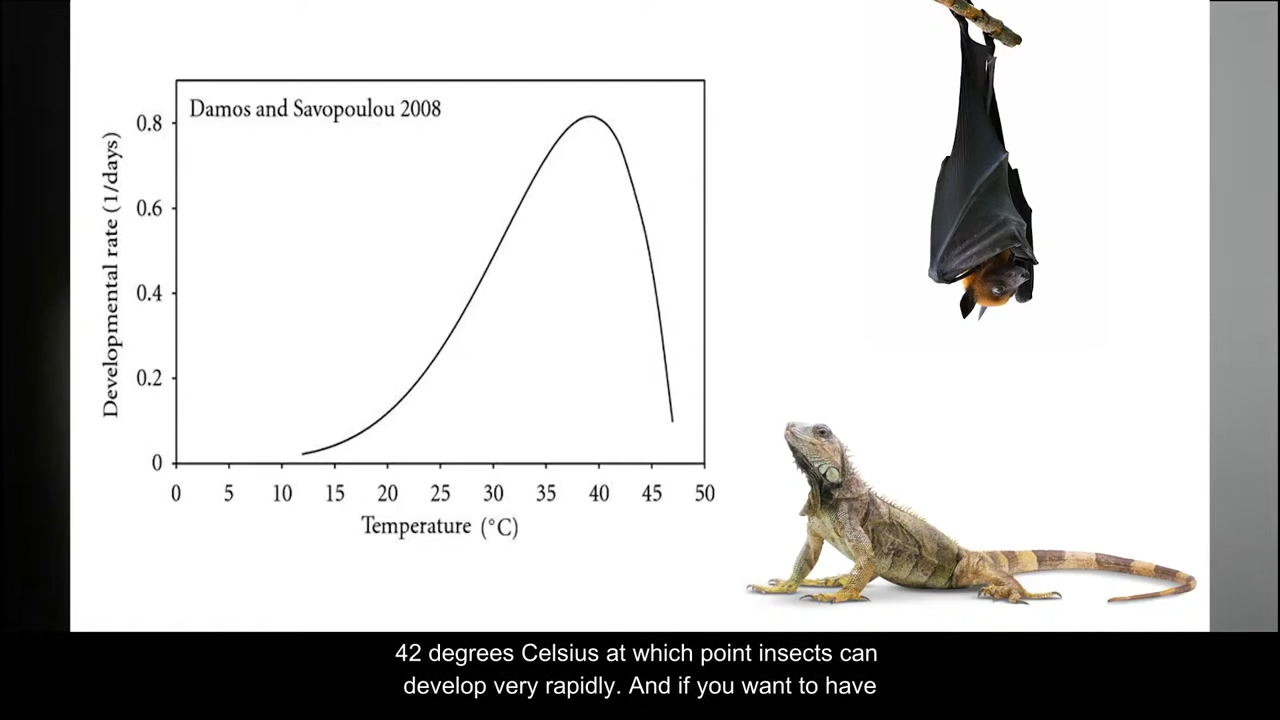 Damos and Savopoulou 2008
Developmental rate (1/days)
0.8
0.6
0.4
0.2
0
0 5 10 15 20 25 30 35 40 45 50
Temperature (°C)
42 degrees Celsius at which point insects can
develop very rapidly. And if you want to have